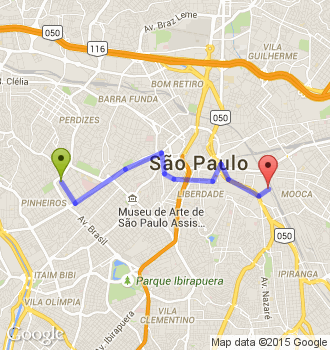 Av. Braz Leme
050
116
VILA
GUILHERME
R. Clélia
BOM RETIRO
BARRA FUNDA
PERDIZES
050
São Paulo
MOOCA
LIBERDADE
PINHEIROS
Museu de Arte de
São Paulo Assis...
Av. Brasil
050
ITAIM BIBI
Parque Ibirapuera
IPIRANGA
VILA OLÍMPIA
Av. Ibirapuera
VILA
CLEMENTINO
Av. Nazaré
Google
Map data ©2015 Google